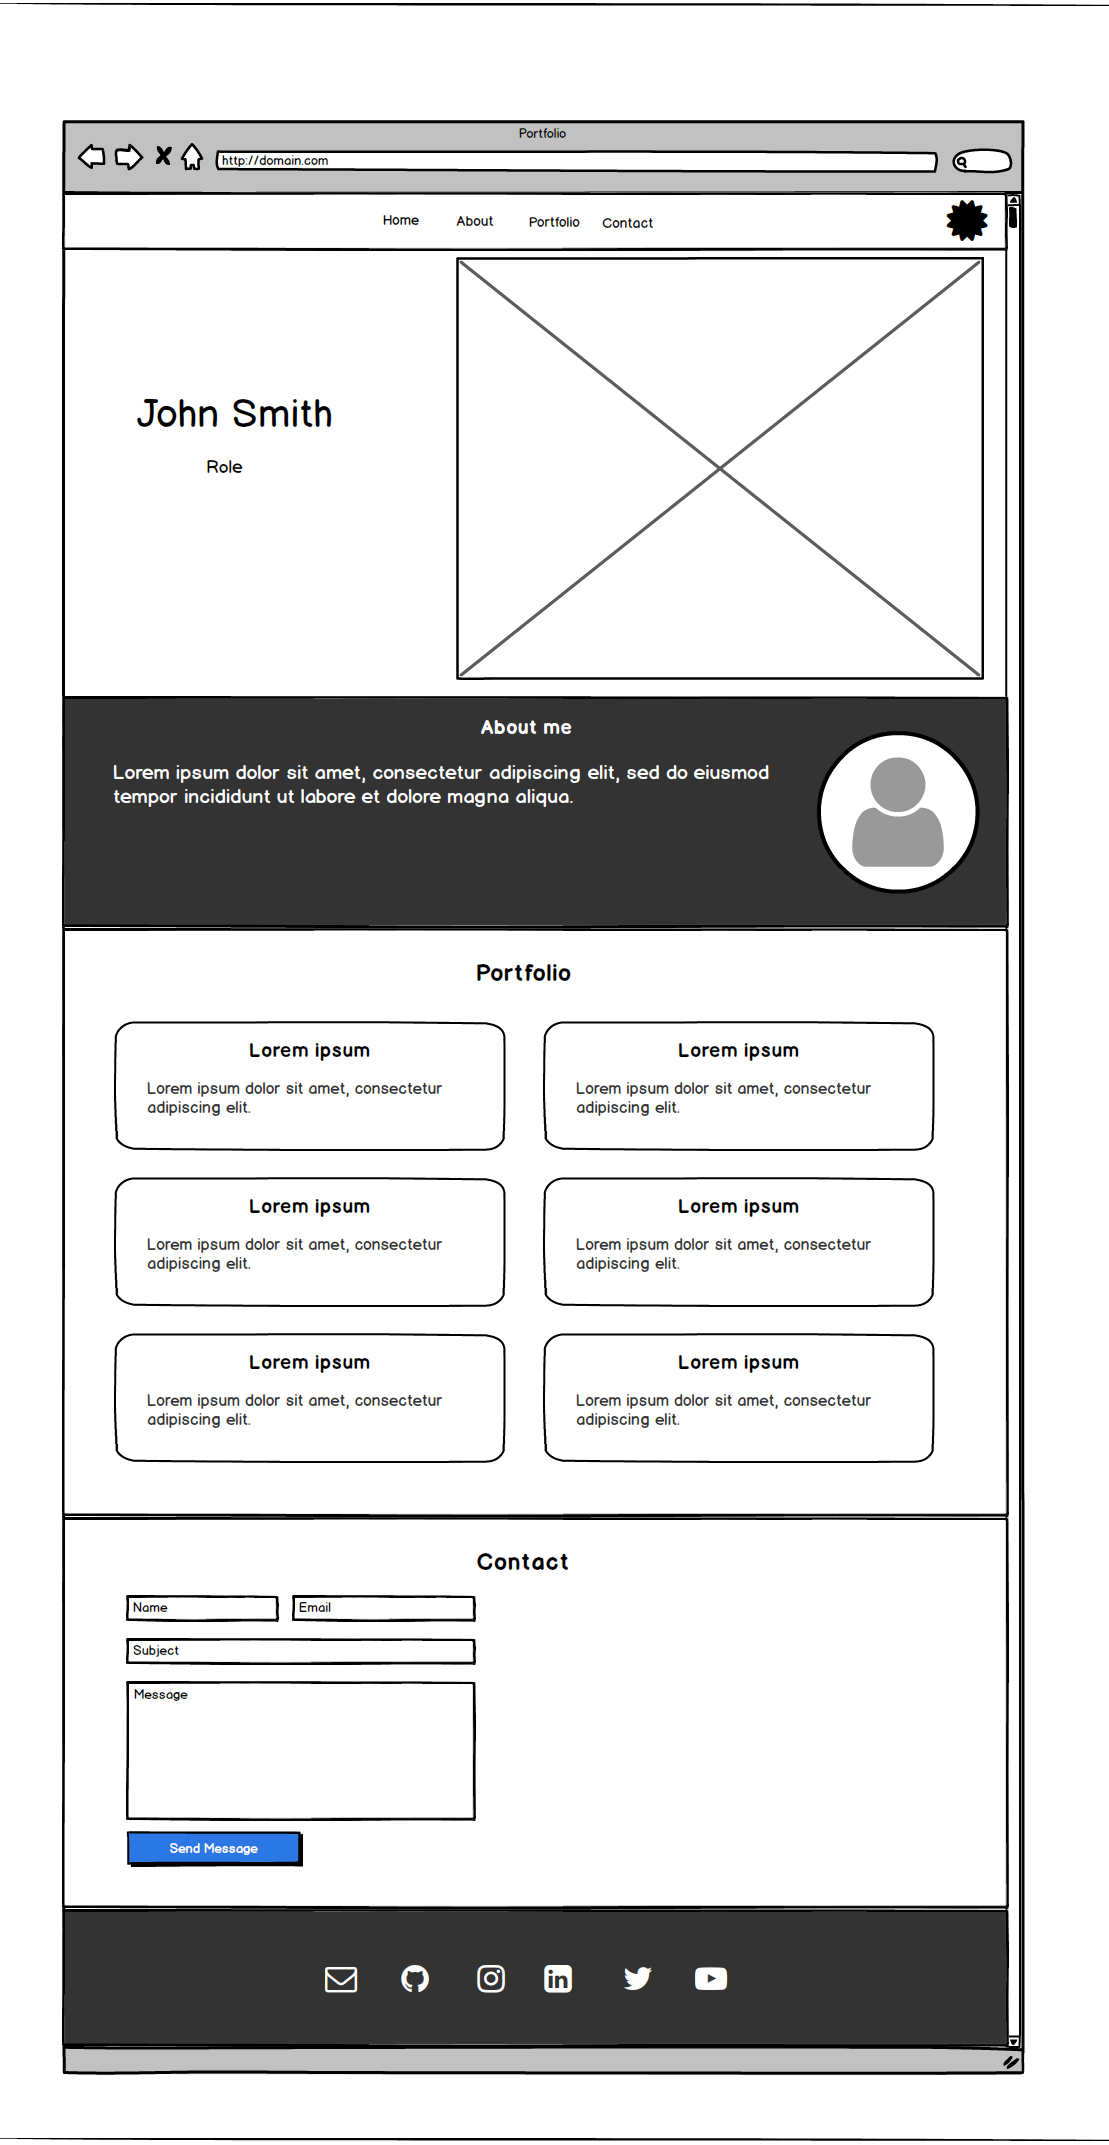 Portfolio
http://domain.com
Home About Portfolio Contact
John Smith
Role
About me
Lorem ipsum dolor sit amet, consectetur adipiscing elit, sed do eiusmod
tempor incididunt ut labore et dolore magna aliqua.
Portfolio
Lorem ipsum
Lorem ipsum dolor sit amet, consectetur
adipiscing elit.
Lorem ipsum
Lorem ipsum dolor sit amet, consectetur
adipiscing elit.
Lorem ipsum
Lorem ipsum dolor sit amet, consectetur
adipiscing elit.
Lorem ipsum
Lorem ipsum dolor sit amet, consectetur
adipiscing elit.
Lorem ipsum
Lorem ipsum dolor sit amet, consectetur
adipiscing elit.
Lorem ipsum
Lorem ipsum dolor sit amet, consectetur
adipiscing elit.
Contact
Name Email
Subject
Message
Send Message
in